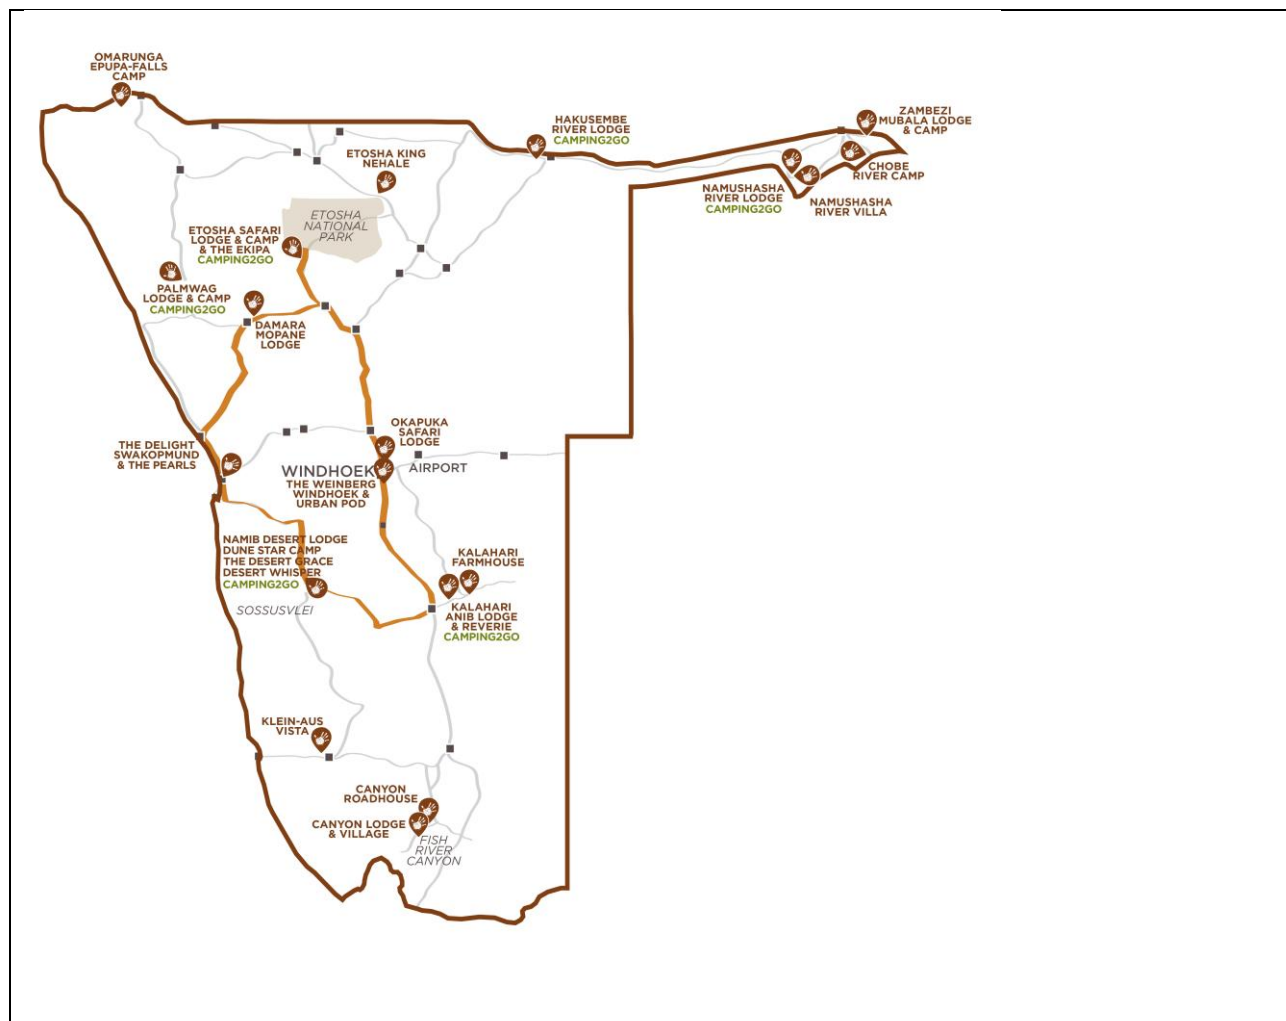 OMARUNGA
EPUPA-FALLS
CAMP
HAKUSEMBE
RIVER LODGE
CAMPING2GO
ZAMBEZI
MUBALA LODGE
& CAMP
CHOBE
RIVER CAMP
NAMUSHASHA
RIVER LODGE
CAMPING2GO
NAMUSHASHA
RIVER VILLA
ETOSHA KING
NEHALE
ETOSHA
NATIONAL
PARK
ETOSHA SAFARI
LODGE & CAMP
& THE EKIPA
CAMPING2GO
PALMWAG
LODGE & CAMP
CAMPING2GO
DAMARA
MOPANE
LODGE
OKAPUKA
SAFARI
LODGE
THE DELIGHT
SWAKOPMUND
& THE PEARLS
WINDHOEK
AIRPORT
THE WEINBERG
WINDHOEK &
URBAN POD
NAMIB DESERT LODGE
DUNE STAR CAMP
THE DESERT GRACE
DESERT WHISPER
CAMPING2GO
SOSSUSVLEI
KALAHARI
FARMHOUSE
KALAHARI
ANIB LODGE
& REVERIE
CAMPING2GO
KLEIN-AUS
VISTA
CANYON
ROADHOUSE
CANYON LODGE
& VILLAGE
FISH
RIVER
CANYON